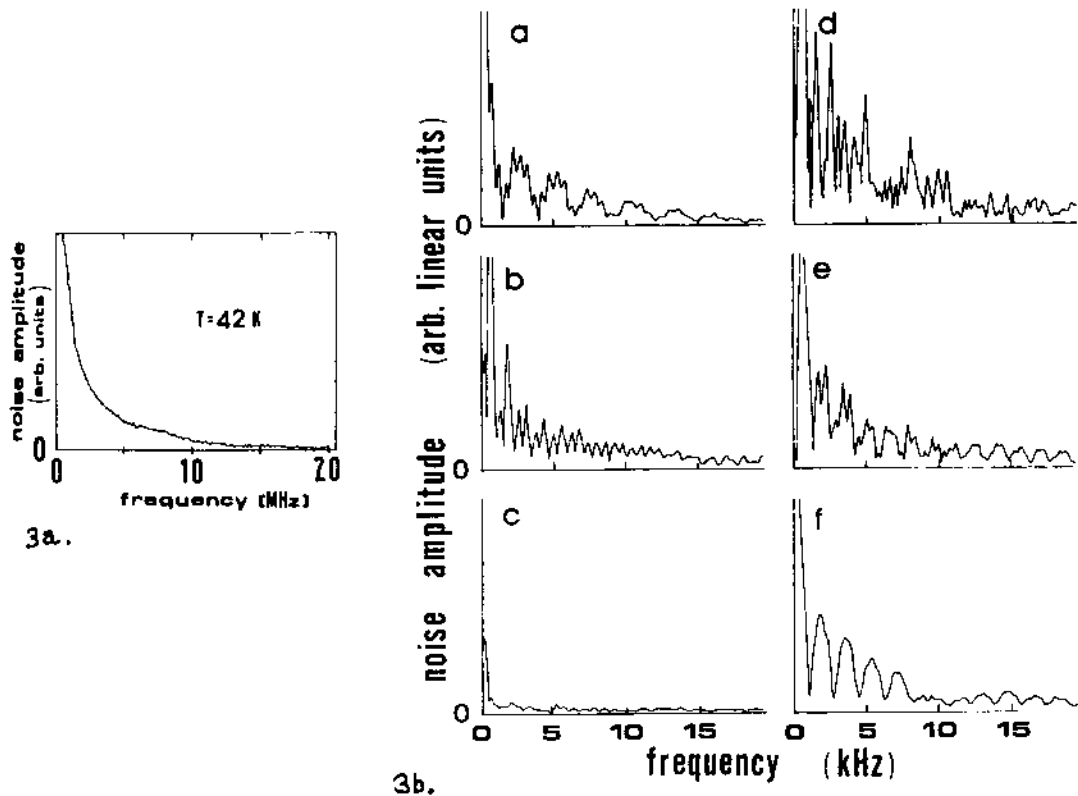 noise amplitude
(arb. units)
T=42 K
0
0 10 20
frequency (MHz)
3a.
noise amplitude (arb. linear units)
a
0
b
0
c
0
0 5 10 15
d
e
f
0 5 10 15
frequency (kHz)
3b.